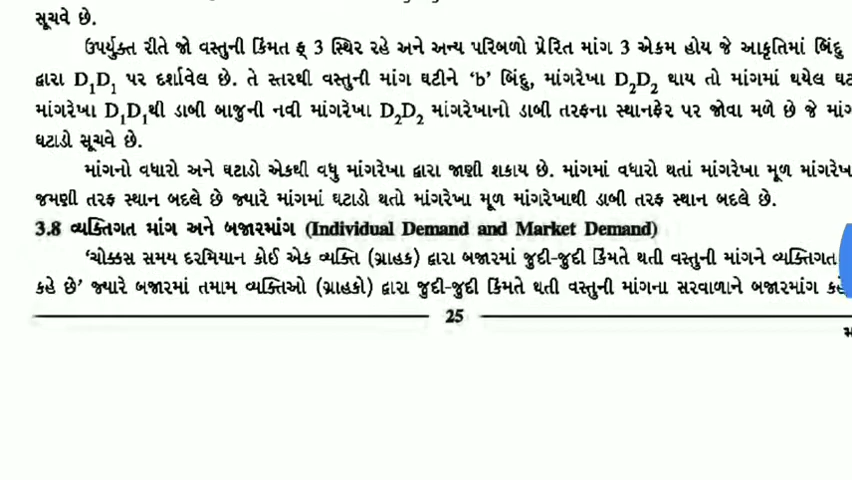 સૂચવે છે.
ઉપર્યુક્ત રીતે જો વસ્તુની કિંમત ફ્ 3 સ્થિર રહે અને અન્ય પરિબળો પ્રેરિત માંગ 3 એકમ હોય જે આકૃતિમાં બિંદુ
દ્વારા D₁D₁ પર દર્શાવેલ છે. તે સ્તરથી વસ્તુની માંગ ઘટીને ‘b’ બિંદુ, માંગરેખા D₂D₂ થાય તો માંગમાં થયેલ
માંગરેખા D₁D₁થી ડાબી બાજુની નવી માંગરેખા D₂D₂ માંગરેખાનો ડાબી તરફના સ્થાનફેર પર જોવા મળે છે જે
ઘટાડો સૂચવે છે.
માંગનો વધારો અને ઘટાડો એકથી વધુ માંગરેખા દ્વારા જાણી શકાય છે. માંગમાં વધારો થતાં માંગરેખા મૂળ
જમણી તરફ સ્થાન બદલે છે જ્યારે માંગમાં ઘટાડો થતો માંગરેખા મૂળ માંગરેખાથી ડાબી તરફ સ્થાન બદલે છે.
3.8 વ્યક્તિગત માંગ અને બજારમાંગ (Individual Demand and Market Demand)
‘ચોક્કસ સમય દરમિયાન કોઈ એક વ્યક્તિ (ગ્રાહક) દ્વારા બજારમાં જુદી-જુદી કિંમતે થતી વસ્તુની માંગને વ્યક્તિગત
કહે છે’ જ્યારે બજારમાં તમામ વ્યક્તિઓ (ગ્રાહકો) દ્વારા જુદી-જુદી કિંમતે થતી વસ્તુની માંગના સરવાળાને બજારમાંગ
25